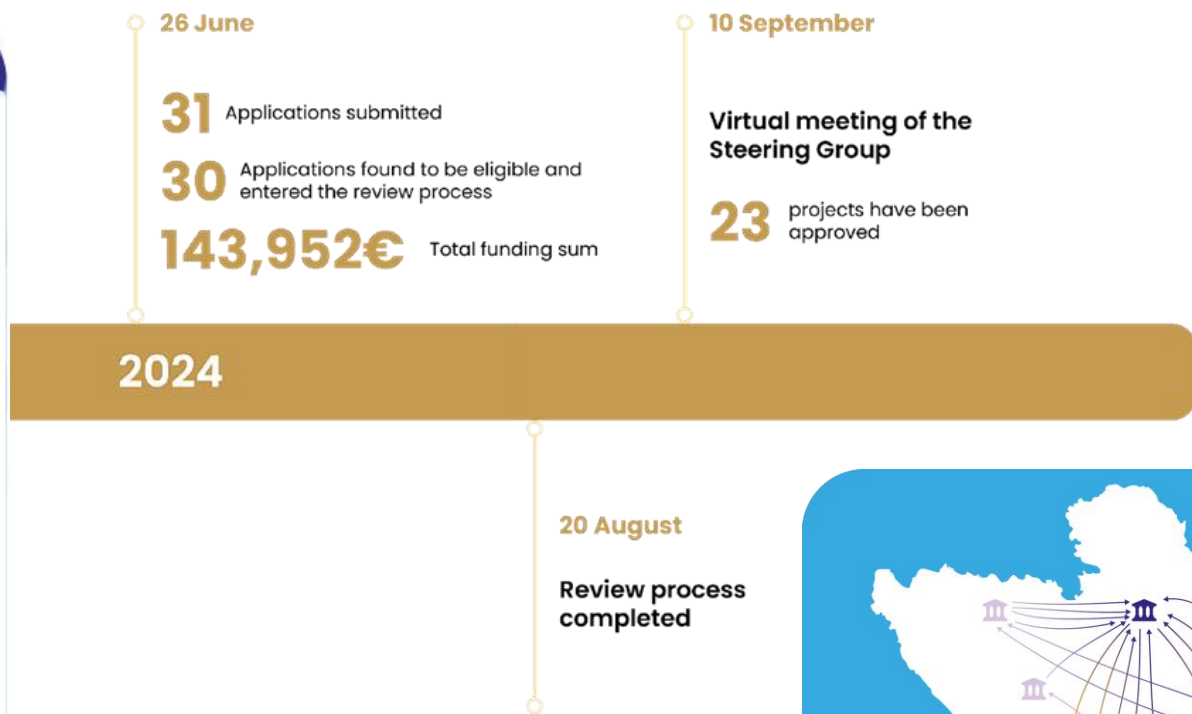 26 June
31 Applications submitted
30 Applications found to be eligible and
entered the review process
143,952€ Total funding sum
10 September
Virtual meeting of the
Steering Group
23 projects have been
approved
2024
20 August
Review process
completed